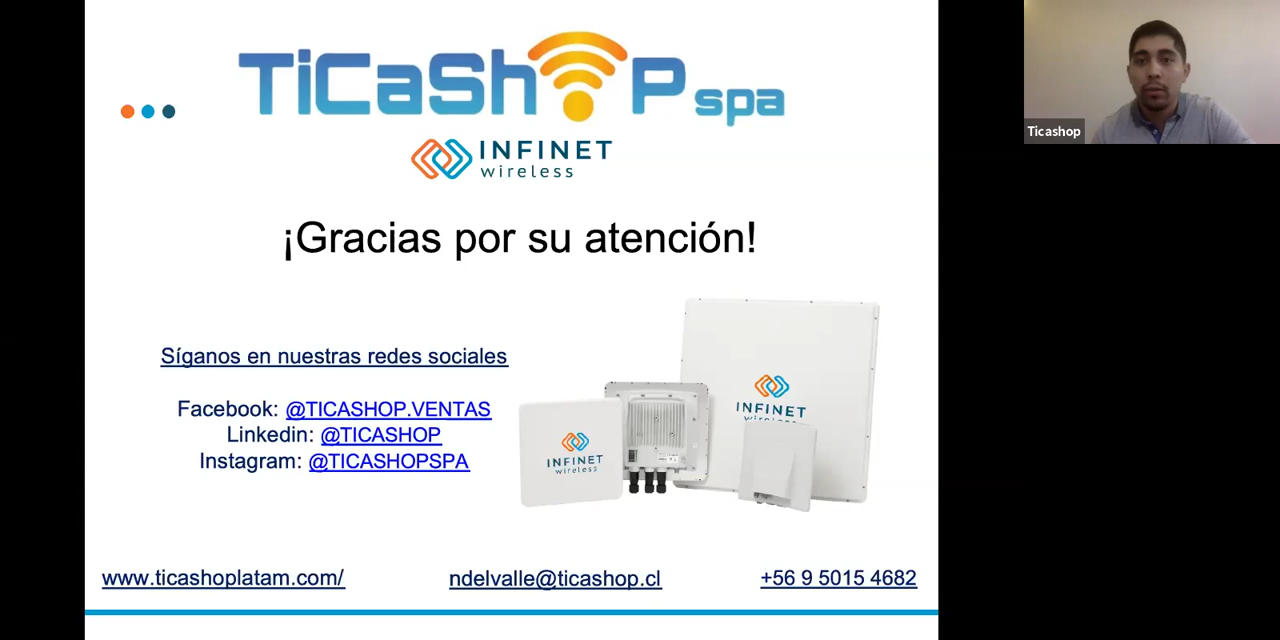 TiCaShoP spa
INFINET
wireless
¡Gracias por su atención!
Síganos en nuestras redes sociales
Facebook: @TICASHOP.VENTAS
Linkedin: @TICASHOP
Instagram: @TICASHOPSPA
INFINET
wireless
INFINET
wireless
www.ticashoplatam.com/
ndelvalle@ticashop.cl
+56 9 5015 4682
Ticashop